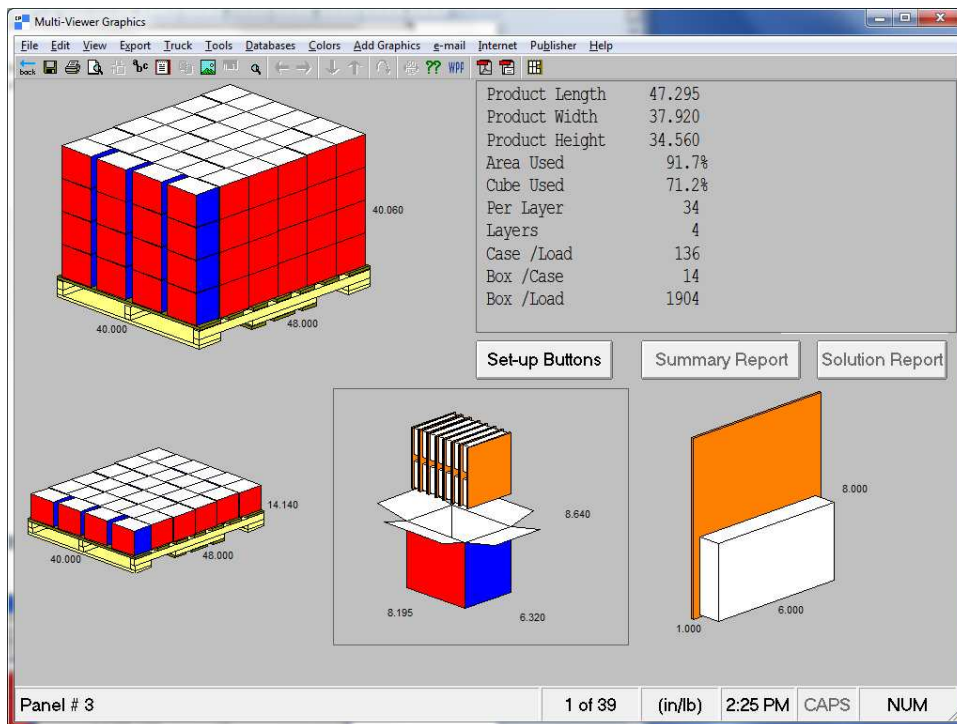 Multi-Viewer Graphics
File Edit View Export Truck Tools Databases Colors Add Graphics e-mail Internet Publisher Help
back abc ?? WPF
Product Length 47.295
Product Width 37.920
Product Height 34.560
Area Used 91.7%
Cube Used 71.2%
Per Layer 34
Layers 4
Case /Load 136
Box /Case 14
Box /Load 1904
40.060
40.000
48.000
Set-up Buttons Summary Report Solution Report
14.140
40.000
48.000
8.640
8.195
6.320
8.000
6.000
1.000
Panel # 3 1 of 39 (in/lb) 2:25 PM CAPS NUM